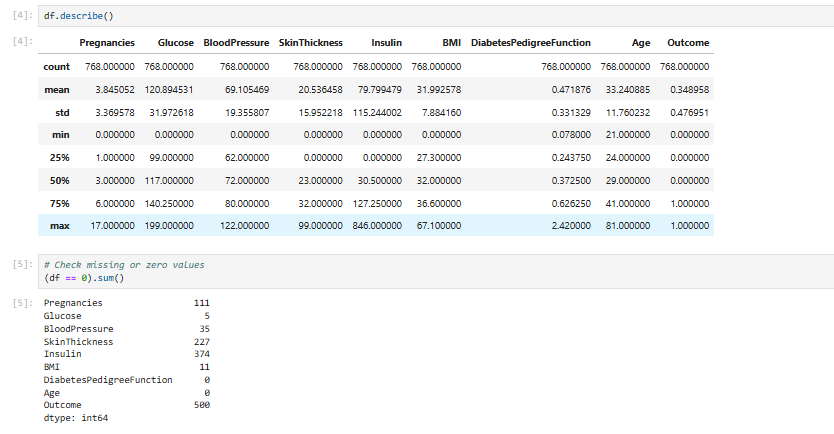 [4]: df.describe()
[4]: Pregnancies Glucose BloodPressure SkinThickness Insulin BMI DiabetesPedigreeFunction Age Outcome
count 768.000000 768.000000 768.000000 768.000000 768.000000 768.000000 768.000000 768.000000 768.000000
mean 3.845052 120.894531 69.105469 20.536458 79.799479 31.992578 0.471876 33.240885 0.348958
std 3.369578 31.972618 19.355807 15.952218 115.244002 7.884160 0.331329 11.760232 0.476951
min 0.000000 0.000000 0.000000 0.000000 0.000000 0.000000 0.078000 21.000000 0.000000
25% 1.000000 99.000000 62.000000 0.000000 0.000000 27.300000 0.243750 24.000000 0.000000
50% 3.000000 117.000000 72.000000 23.000000 30.500000 32.000000 0.372500 29.000000 0.000000
75% 6.000000 140.250000 80.000000 32.000000 127.250000 36.600000 0.626250 41.000000 1.000000
max 17.000000 199.000000 122.000000 99.000000 846.000000 67.100000 2.420000 81.000000 1.000000
[5]: # Check missing or zero values
(df == 0).sum()
[5]: Pregnancies 111
Glucose 5
BloodPressure 35
SkinThickness 227
Insulin 374
BMI 11
DiabetesPedigreeFunction 0
Age 0
Outcome 500
dtype: int64